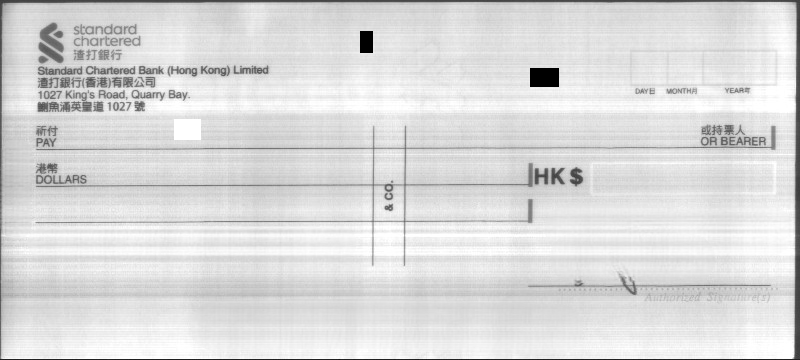 standard
chartered
渣打銀行
Standard Chartered Bank (Hong Kong) Limited
渣打銀行(香港)有限公司
1027 King's Road, Quarry Bay.
鰂魚涌英皇道 1027 號
DAY日 MONTH月 YEAR年
祈付
PAY
或持票人
OR BEARER
港幣
DOLLARS
HK $
& CO.
Authorized Signature(s)